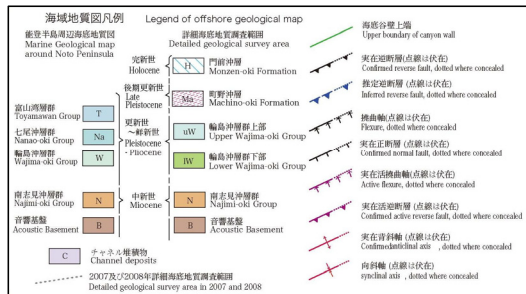 海域地質図凡例 Legend of offshore geological map
能登半島周辺海底地質図
Marine Geological map
around Noto Peninsula
詳細海底地質調査範囲
Detailed geological survey area
完新世
Holocene
H
門前沖層
Monzen-oki Formation
後期更新世
Late
Pleistocene
Ma
町野沖層
Machino-oki Formation
富山湾層群
Toyamawan Group
T
七尾沖層群
Nanao-oki Group
Na
輪島沖層群
Wajima-oki Group
W
更新世
～鮮新世
Pleistocene
-Pliocene
uW
輪島沖層群上部
Upper Wajima-oki Group
lW
輪島沖層群下部
Lower Wajima-oki Group
南志見沖層群
Najimi-oki Group
N
中新世
Miocene
N
南志見沖層群
Najimi-oki Group
音響基盤
Acoustic Basement
B
B
音響基盤
Acoustic Basement
C
チャネル堆積物
Channel deposits
2007及び2008年詳細海底地質調査範囲
Detailed geological survey area in 2007 and 2008
海底谷壁上端
Upper boundary of canyon wall
実在逆断層 (点線は伏在)
Confirmed reverse fault, dotted where concealed
推定逆断層 (点線は伏在)
Inferred reverse fault, dotted where concealed
撓曲軸(点線は伏在)
Flexure, dotted where concealed
実在正断層 (点線は伏在)
Confirmed normal fault, dotted where concealed
実在活撓曲軸(点線は伏在)
Active flexure, dotted where concealed
実在活逆断層 (点線は伏在)
Confirmed active reverse fault, dotted where concealed
実在背斜軸 (点線は伏在)
Confirmedanticlinal axis , dotted where concealed
向斜軸 (点線は伏在)
synclinal axis, dotted where concealed